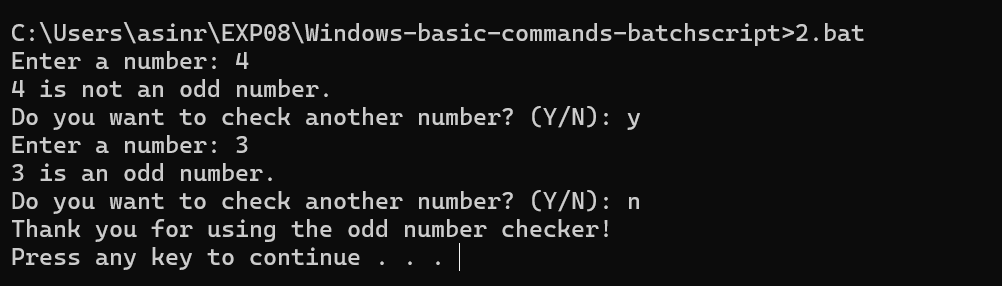 C:\Users\asinr\EXP08\Windows-basic-commands-batchscript>2.bat
Enter a number: 4
4 is not an odd number.
Do you want to check another number? (Y/N): y
Enter a number: 3
3 is an odd number.
Do you want to check another number? (Y/N): n
Thank you for using the odd number checker!
Press any key to continue . . .